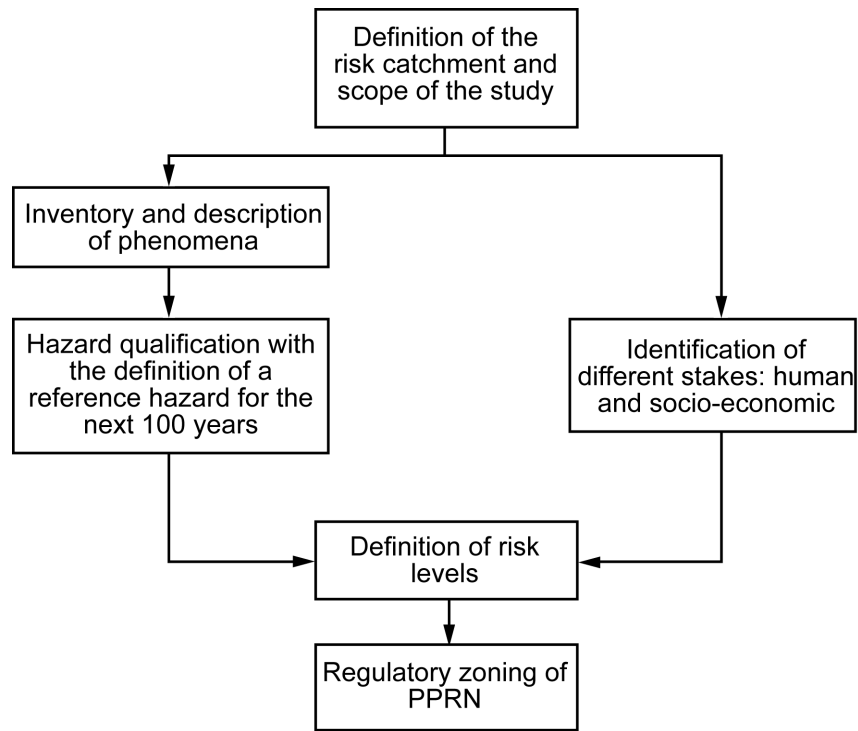 Definition of the
risk catchment and
scope of the study
Inventory and description
of phenomena
Hazard qualification with
the definition of a
reference hazard for the
next 100 years
Identification of
different stakes: human
and socio-economic
Definition of risk
levels
Regulatory zoning of
PPRN